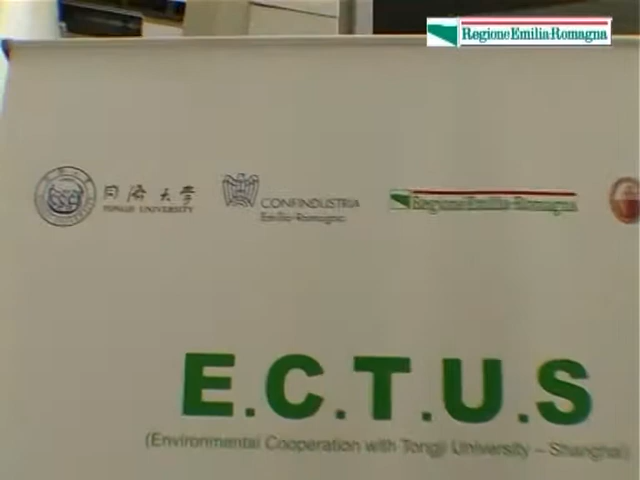 Regione Emilia-Romagna
同济大学
TONGJI UNIVERSITY
CONFINDUSTRIA
Emilia-Romagna
Regione Emilia-Romagna
E.C.T.U.S
(Environmental Cooperation with Tongji University – Shanghai)